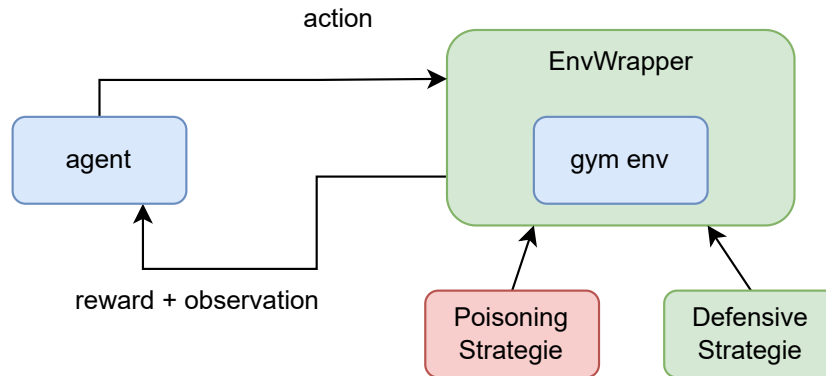 action
EnvWrapper
agent
gym env
reward + observation
Poisoning
Strategie
Defensive
Strategie